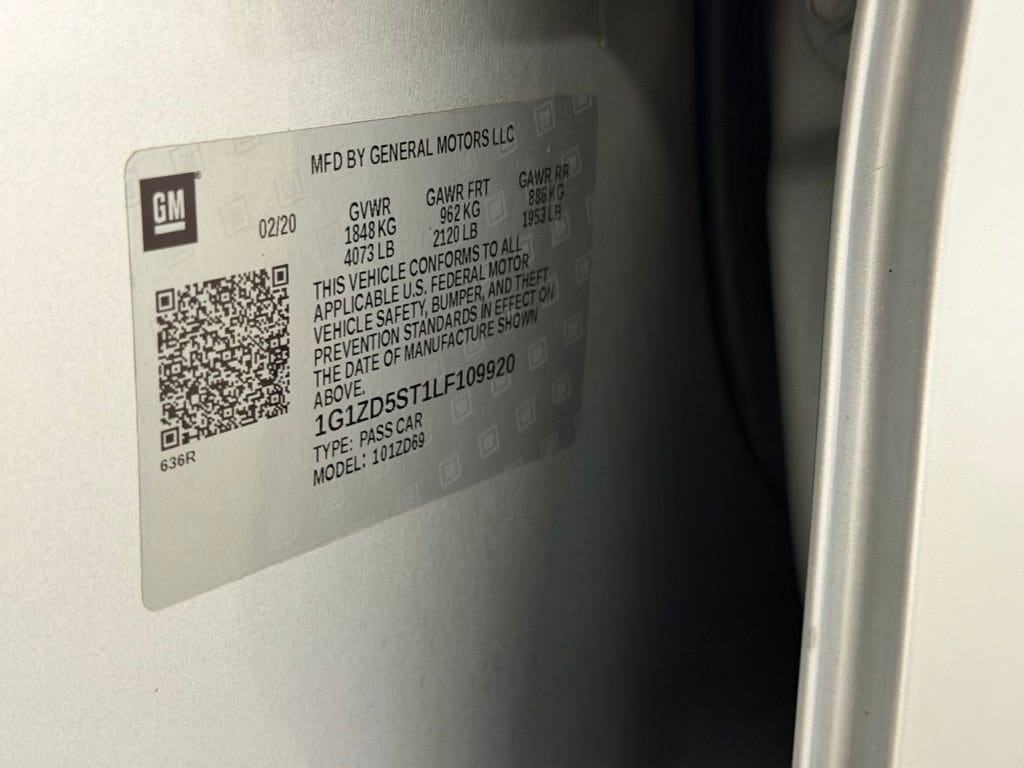 MFD BY GENERAL MOTORS LLC
GM
02/20
GVWR GAWR FRT GAWR RR
1848 KG 962 KG 886 KG
4073 LB 2120 LB 1953 LB
THIS VEHICLE CONFORMS TO ALL
APPLICABLE U.S. FEDERAL MOTOR
VEHICLE SAFETY, BUMPER, AND THEFT
PREVENTION STANDARDS IN EFFECT ON
THE DATE OF MANUFACTURE SHOWN
ABOVE.
1G1ZD5ST1LF109920
TYPE: PASS CAR
MODEL: 101ZD69
636R